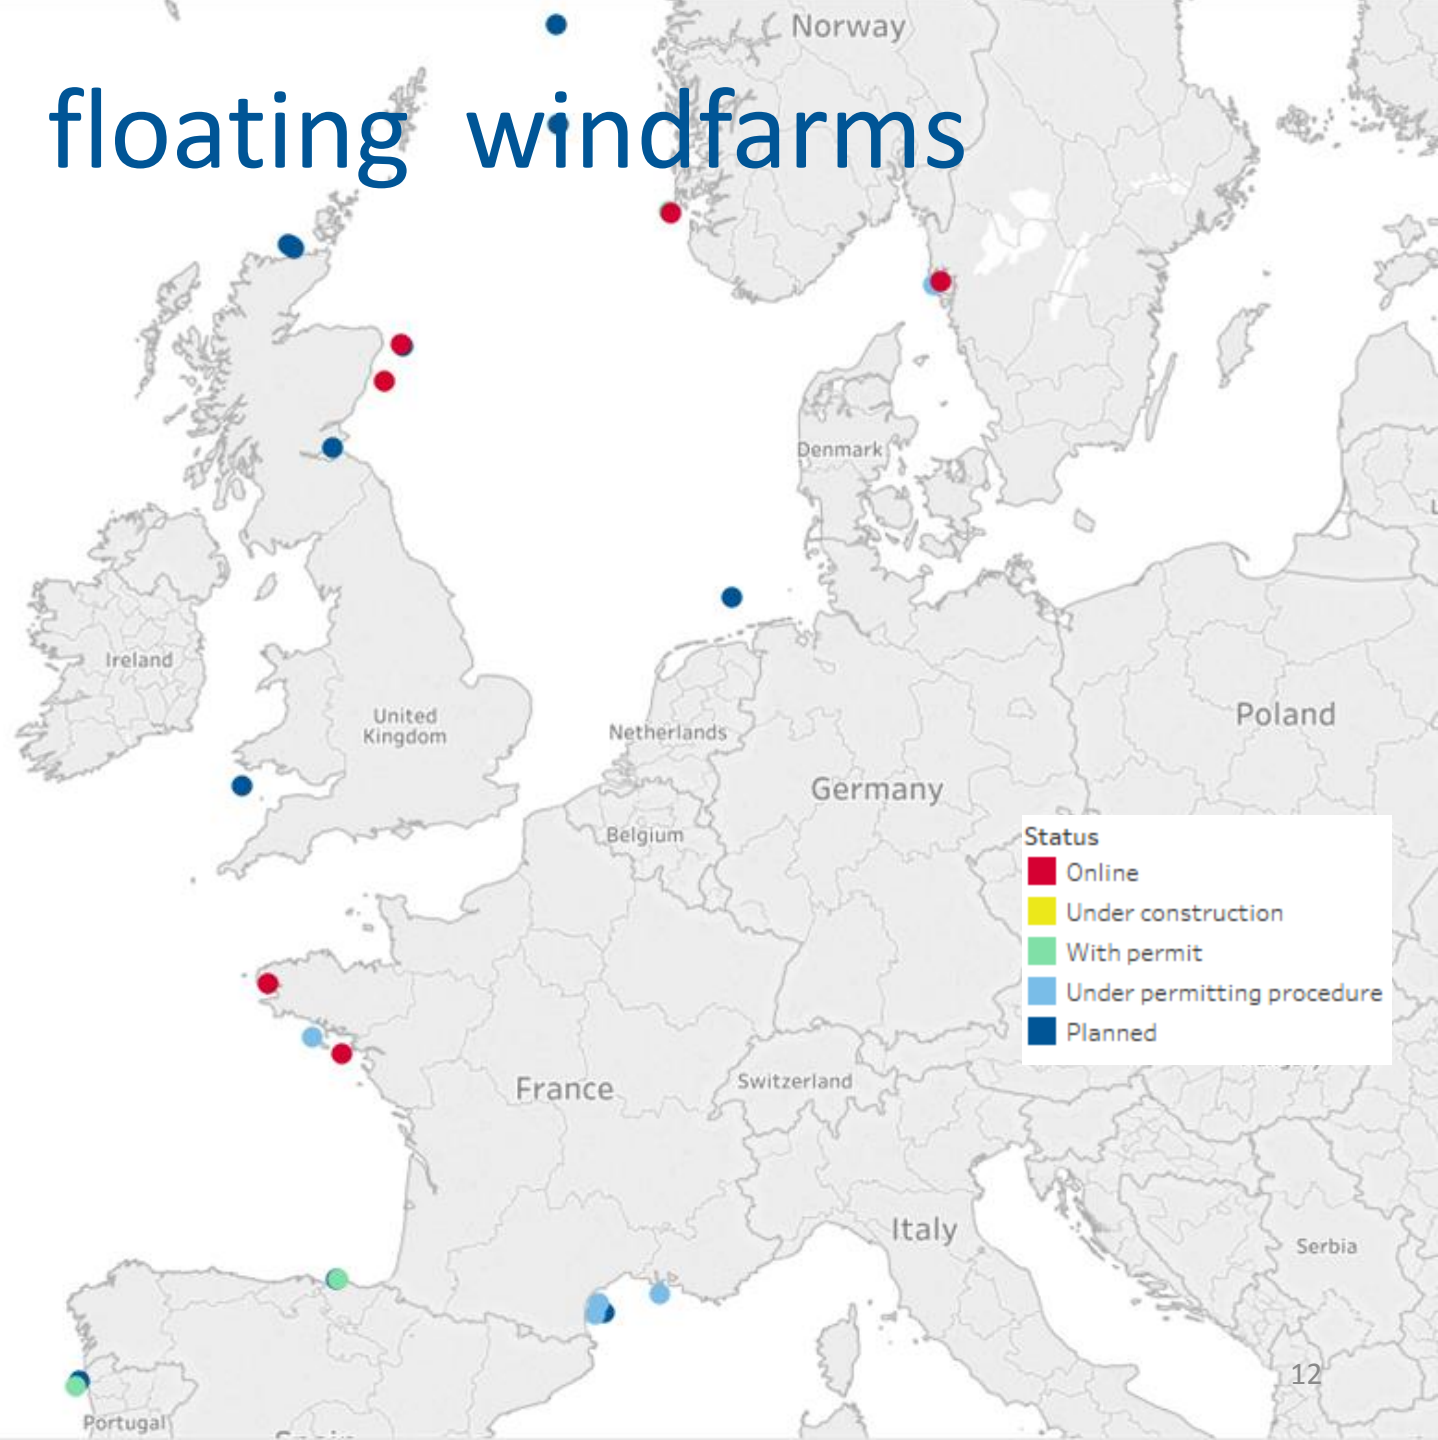 Norway
floating windfarms
Denmark
Ireland
United
Kingdom
Netherlands
Poland
Germany
Belgium
Status
Online
Under construction
With permit
Under permitting procedure
Planned
France
Switzerland
Italy
Serbia
12
Portugal